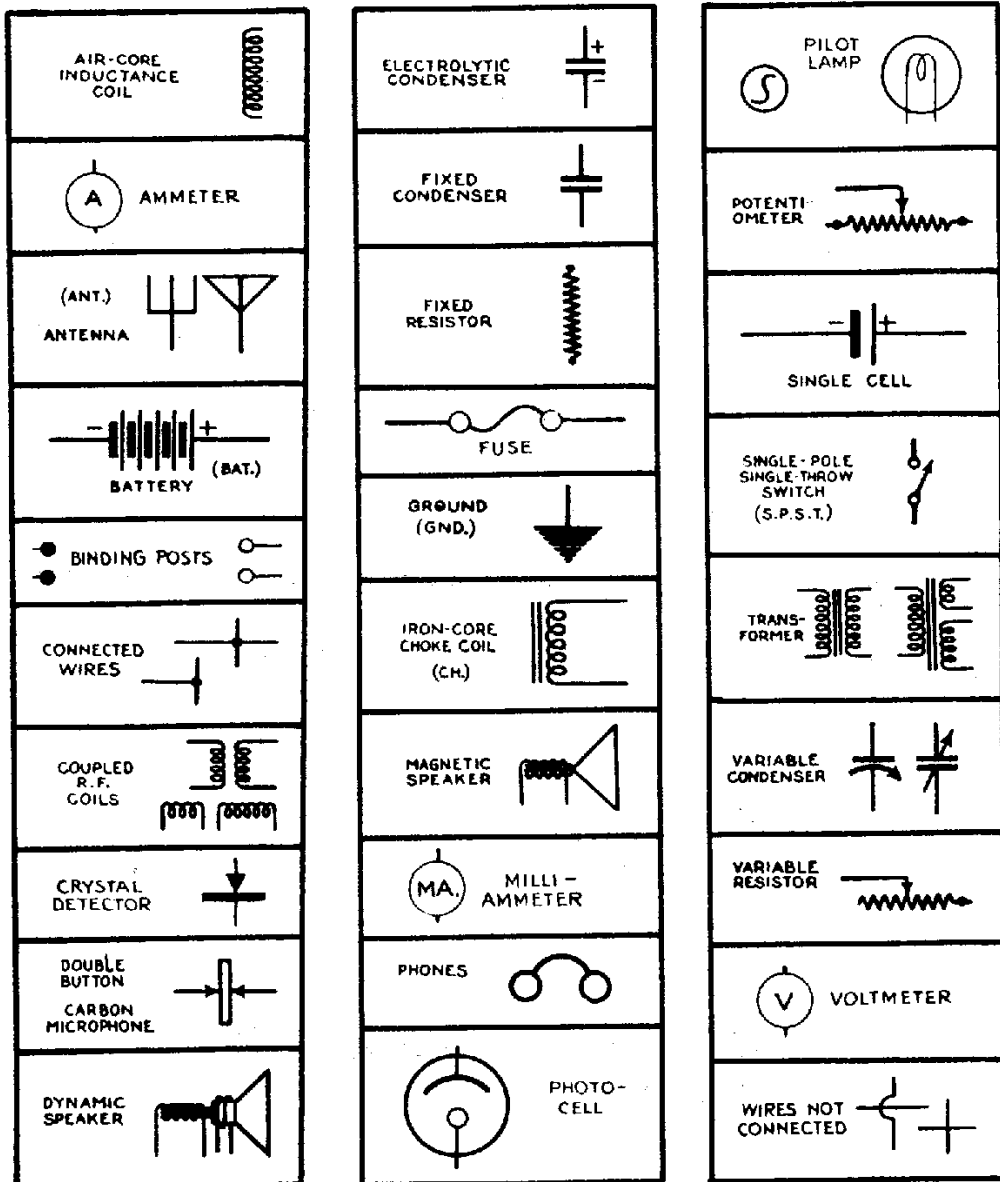 AIR-CORE
INDUCTANCE
COIL
A AMMETER
(ANT.)
ANTENNA
- +
(BAT.)
BATTERY
BINDING POSTS
CONNECTED
WIRES
COUPLED
R.F.
COILS
CRYSTAL
DETECTOR
DOUBLE
BUTTON
CARBON
MICROPHONE
DYNAMIC
SPEAKER
ELECTROLYTIC
CONDENSER
+
-
FIXED
CONDENSER
FIXED
RESISTOR
FUSE
GROUND
(GND.)
IRON-CORE
CHOKE COIL
(CH.)
MAGNETIC
SPEAKER
MA. MILLI-
AMMETER
PHONES
PHOTO-
CELL
PILOT
LAMP
POTENTI-
OMETER
- +
SINGLE CELL
SINGLE-POLE
SINGLE-THROW
SWITCH
(S.P.S.T.)
TRANS-
FORMER
VARIABLE
CONDENSER
VARIABLE
RESISTOR
V VOLTMETER
WIRES NOT
CONNECTED